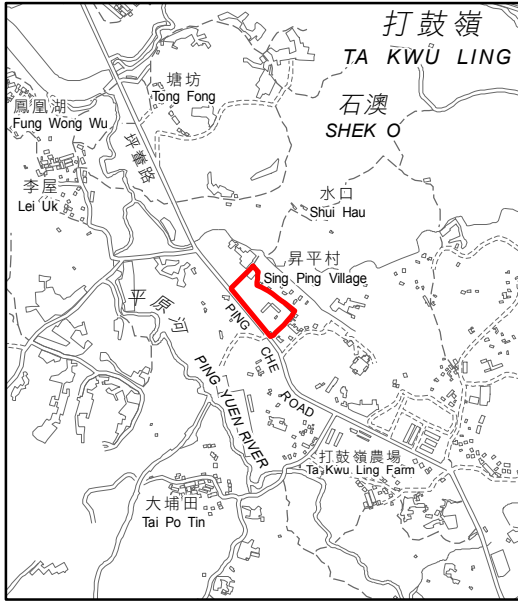 打鼓嶺
TA KWU LING
塘坊
Tong Fong
石澳
SHEK O
鳳凰湖
Fung Wong Wu
坪輋路
李屋
Lei Uk
水口
Shui Hau
昇平村
Sing Ping Village
平原河
PING YUEN RIVER
PING CHE ROAD
打鼓嶺農場
Ta Kwu Ling Farm
大埔田
Tai Po Tin